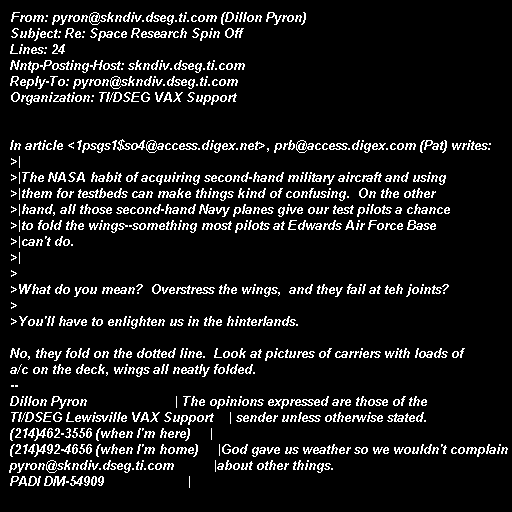 From: pyron@skndiv.dseg.ti.com (Dillon Pyron)
Subject: Re: Space Research Spin Off
Lines: 24
Nntp-Posting-Host: skndiv.dseg.ti.com
Reply-To: pyron@skndiv.dseg.ti.com
Organization: TI/DSEG VAX Support

In article <1psgs1$so4@access.digex.net>, prb@access.digex.com (Pat) writes:
>|
>|The NASA habit of acquiring second-hand military aircraft and using
>|them for testbeds can make things kind of confusing.  On the other
>|hand, all those second-hand Navy planes give our test pilots a chance
>|to fold the wings--something most pilots at Edwards Air Force Base
>|can't do.
>|
>
>What do you mean?  Overstress the wings,  and they fail at teh joints?
>
>You'll have to enlighten us in the hinterlands.

No, they fold on the dotted line.  Look at pictures of carriers with loads of
a/c on the deck, wings all neatly folded.
--
Dillon Pyron                      | The opinions expressed are those of the
TI/DSEG Lewisville VAX Support    | sender unless otherwise stated.
(214)462-3556 (when I'm here)     |
(214)492-4656 (when I'm home)     |God gave us weather so we wouldn't complain
pyron@skndiv.dseg.ti.com          |about other things.
PADI DM-54909                     |